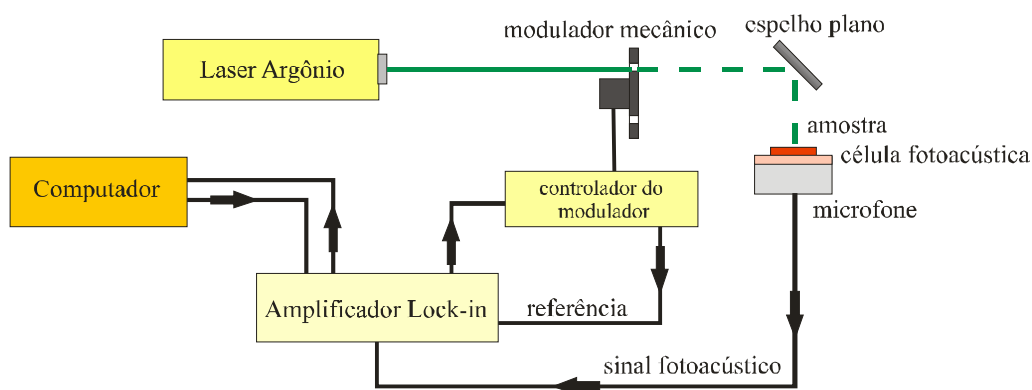 modulador mecânico
espelho plano
Laser Argônio
amostra
célula fotoacústica
Computador
controlador do
modulador
microfone
Amplificador Lock-in
referência
sinal fotoacústico